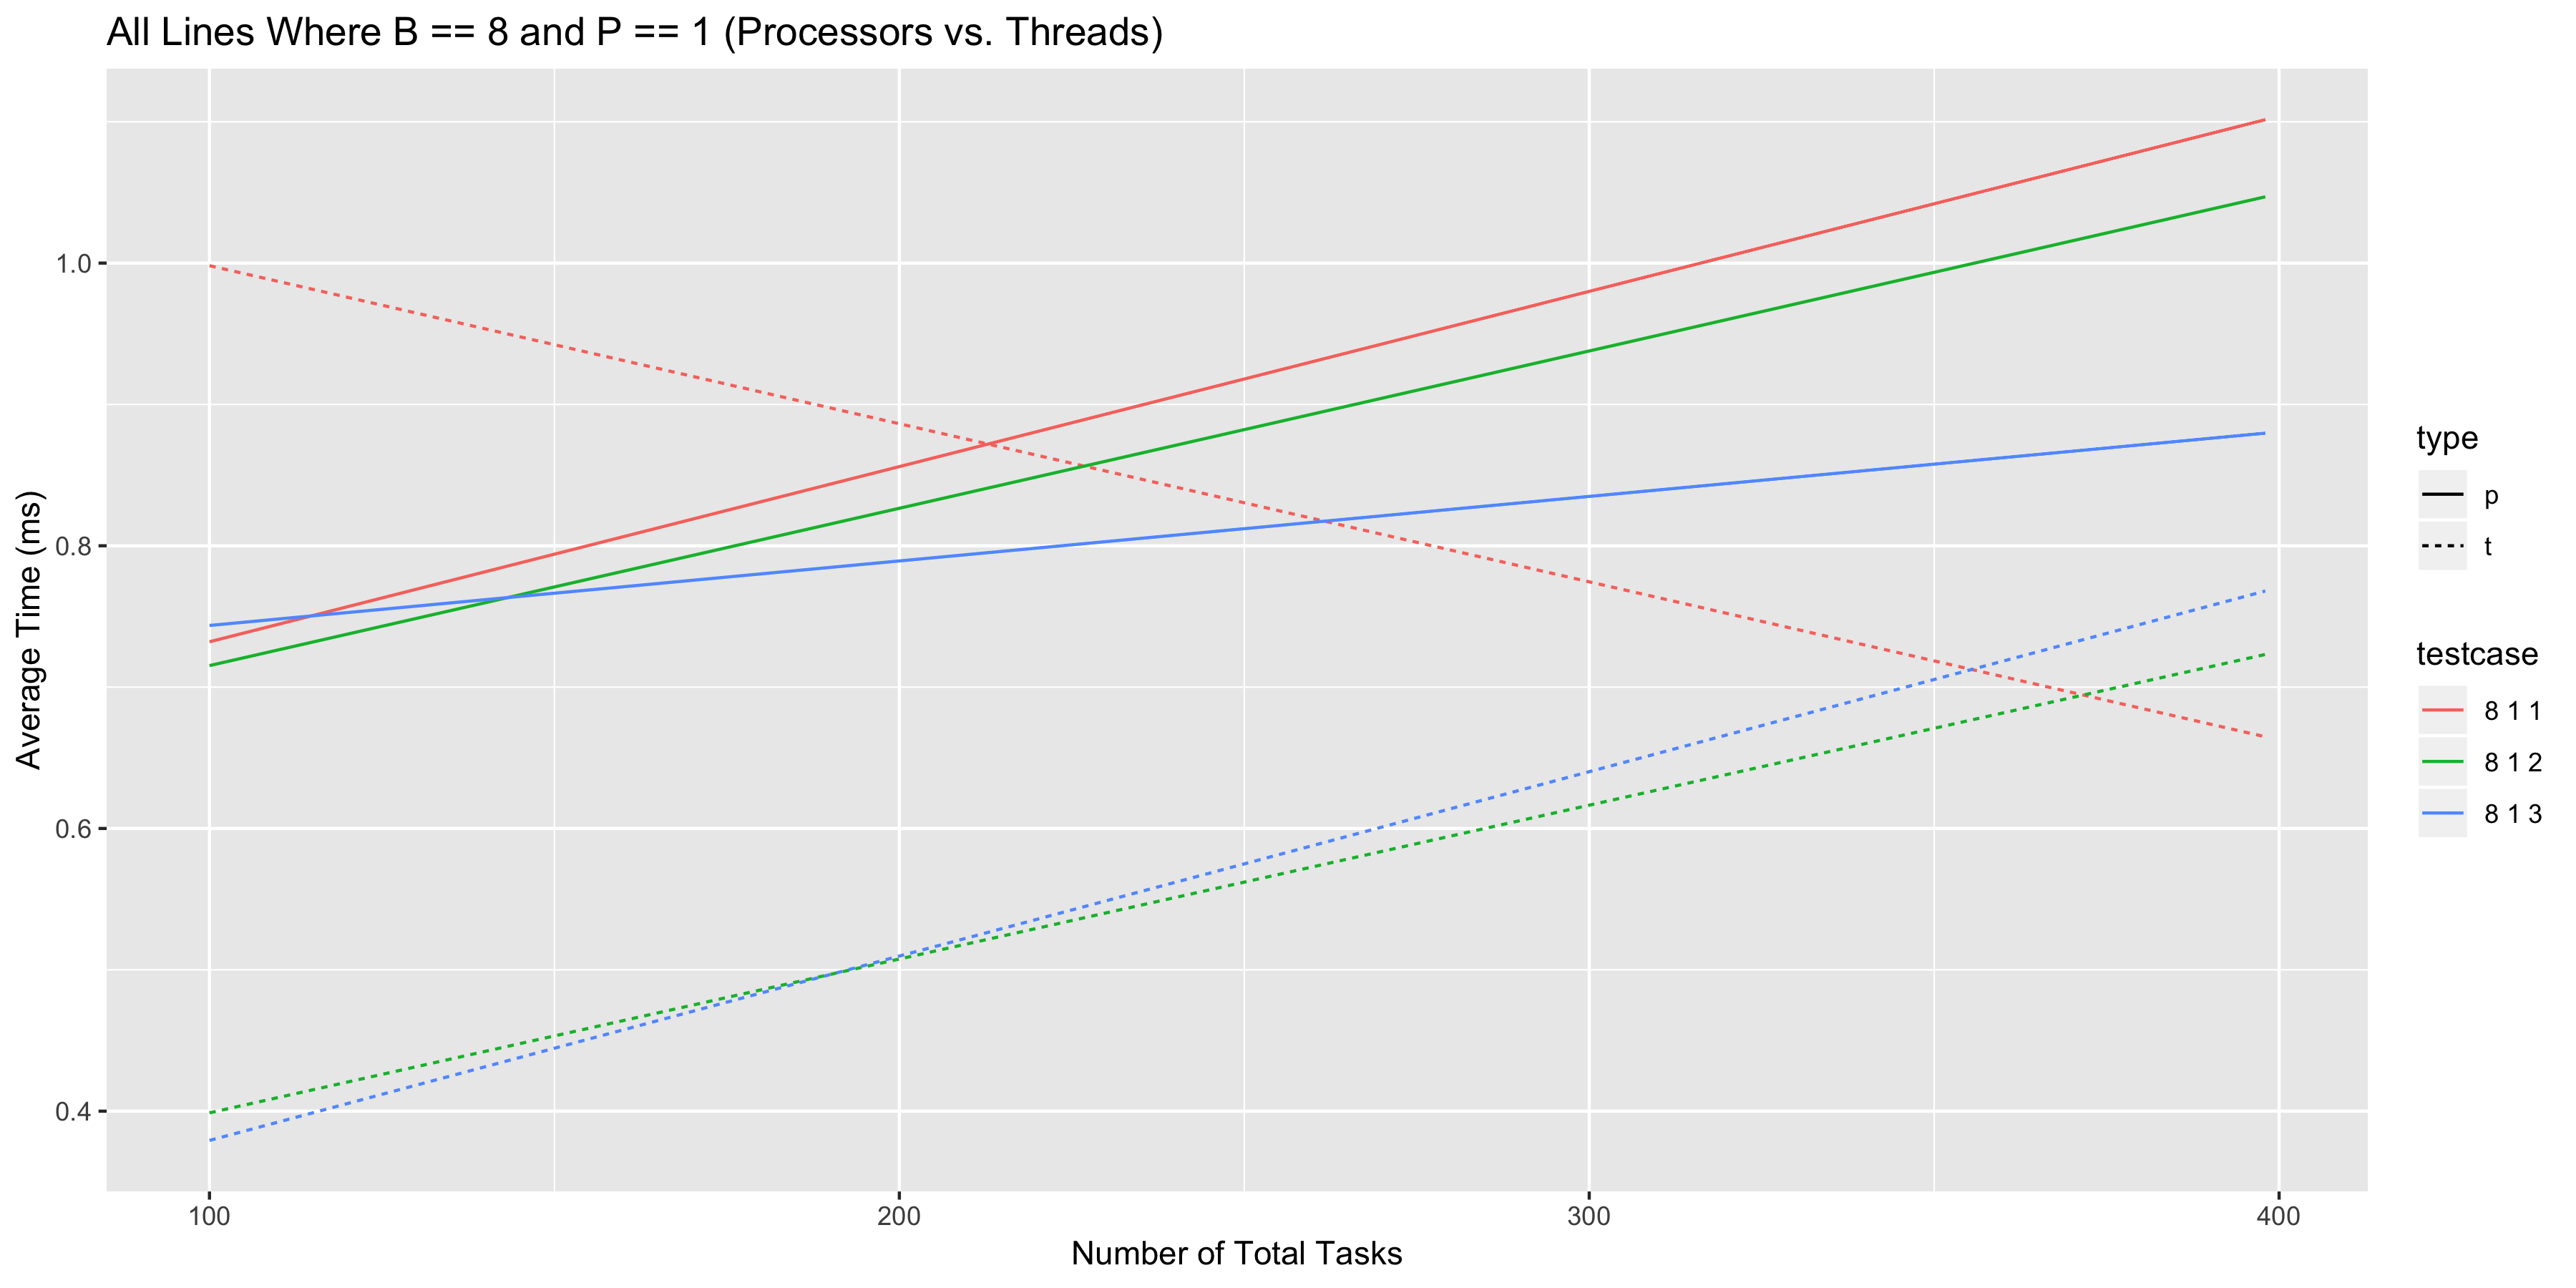 All Lines Where B == 8 and P == 1 (Processors vs. Threads)
Average Time (ms)
1.0
0.8
0.6
0.4
100
200
300
400
Number of Total Tasks
type
p
t
testcase
8 1 1
8 1 2
8 1 3